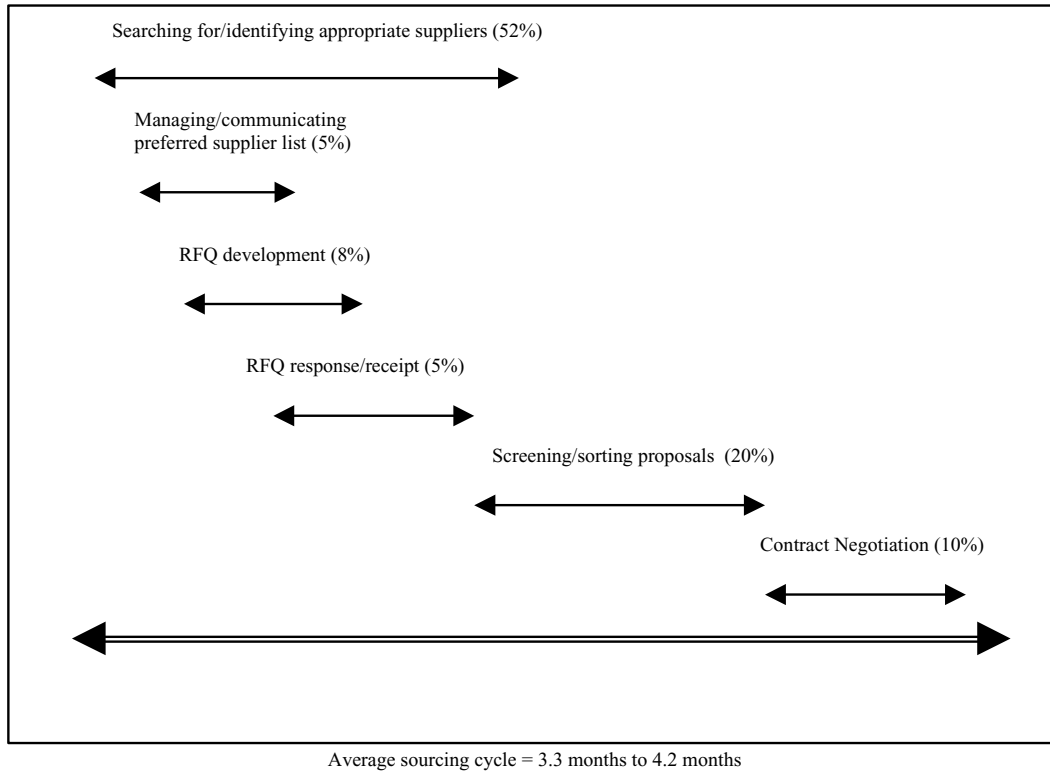 Searching for/identifying appropriate suppliers (52%)
Managing/communicating
preferred supplier list (5%)
RFQ development (8%)
RFQ response/receipt (5%)
Screening/sorting proposals  (20%)
Contract Negotiation (10%)
Average sourcing cycle = 3.3 months to 4.2 months